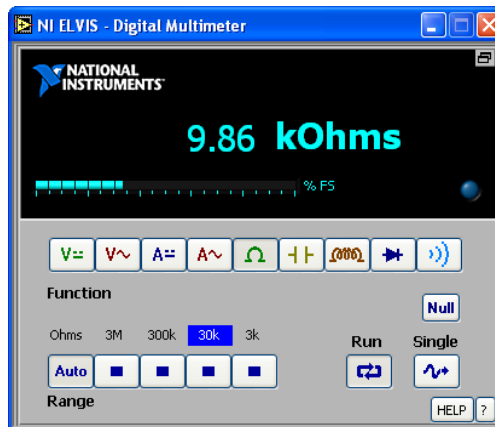 NI ELVIS - Digital Multimeter
NATIONAL
INSTRUMENTS
9.86 kOhms
% FS
V= V~ A= A~ Ω
Function
Null
Ohms 3M 300k 30k 3k
Run Single
Auto
Range
HELP ?